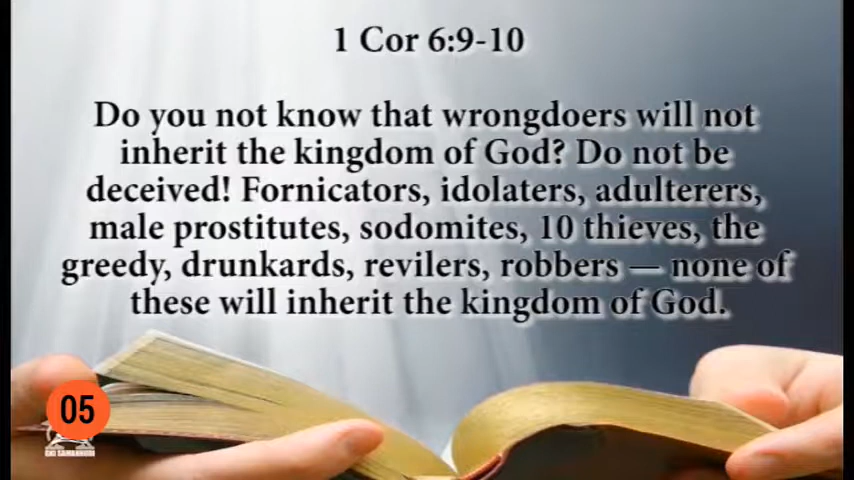 1 Cor 6:9-10
Do you not know that wrongdoers will not
inherit the kingdom of God? Do not be
deceived! Fornicators, idolaters, adulterers,
male prostitutes, sodomites, 10 thieves, the
greedy, drunkards, revilers, robbers — none of
these will inherit the kingdom of God.
05
GKI SAMANHUDI